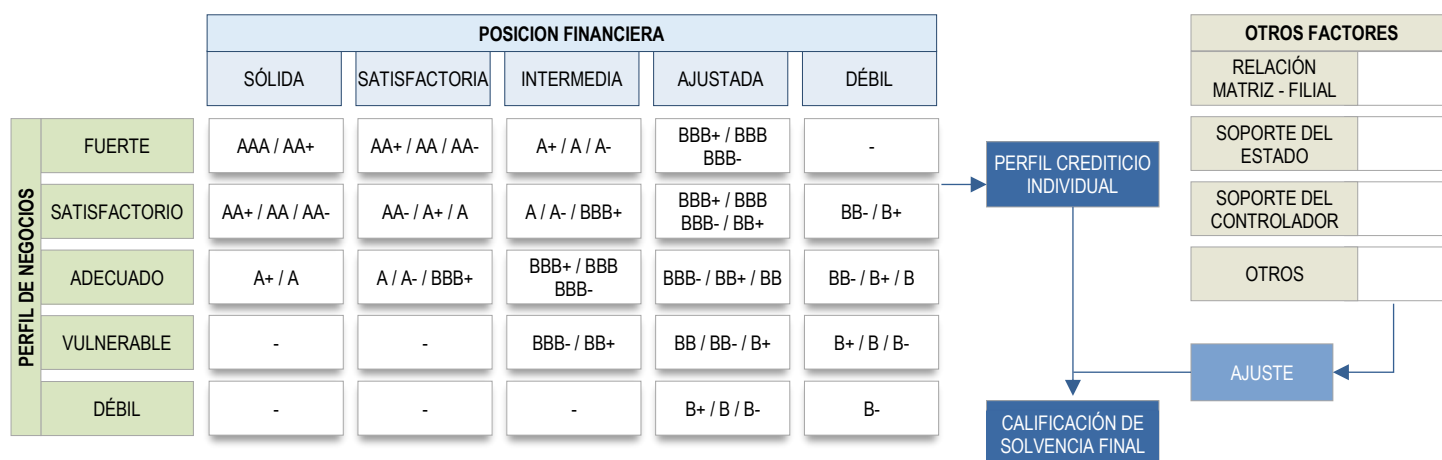 POSICION FINANCIERA
SÓLIDA
SATISFACTORIA
INTERMEDIA
AJUSTADA
DÉBIL
PERFIL DE NEGOCIOS
FUERTE
AAA / AA+
AA+ / AA / AA-
A+ / A / A-
BBB+ / BBB
BBB-
-
SATISFACTORIO
AA+ / AA / AA-
AA- / A+ / A
A / A- / BBB+
BBB+ / BBB
BBB- / BB+
BB- / B+
ADECUADO
A+ / A
A / A- / BBB+
BBB+ / BBB
BBB-
BBB- / BB+ / BB
BB- / B+ / B
VULNERABLE
-
-
BBB- / BB+
BB / BB- / B+
B+ / B / B-
DÉBIL
-
-
-
B+ / B / B-
B-
PERFIL CREDITICIO
INDIVIDUAL
CALIFICACIÓN DE
SOLVENCIA FINAL
OTROS FACTORES
RELACIÓN
MATRIZ - FILIAL
SOPORTE DEL
ESTADO
SOPORTE DEL
CONTROLADOR
OTROS
AJUSTE